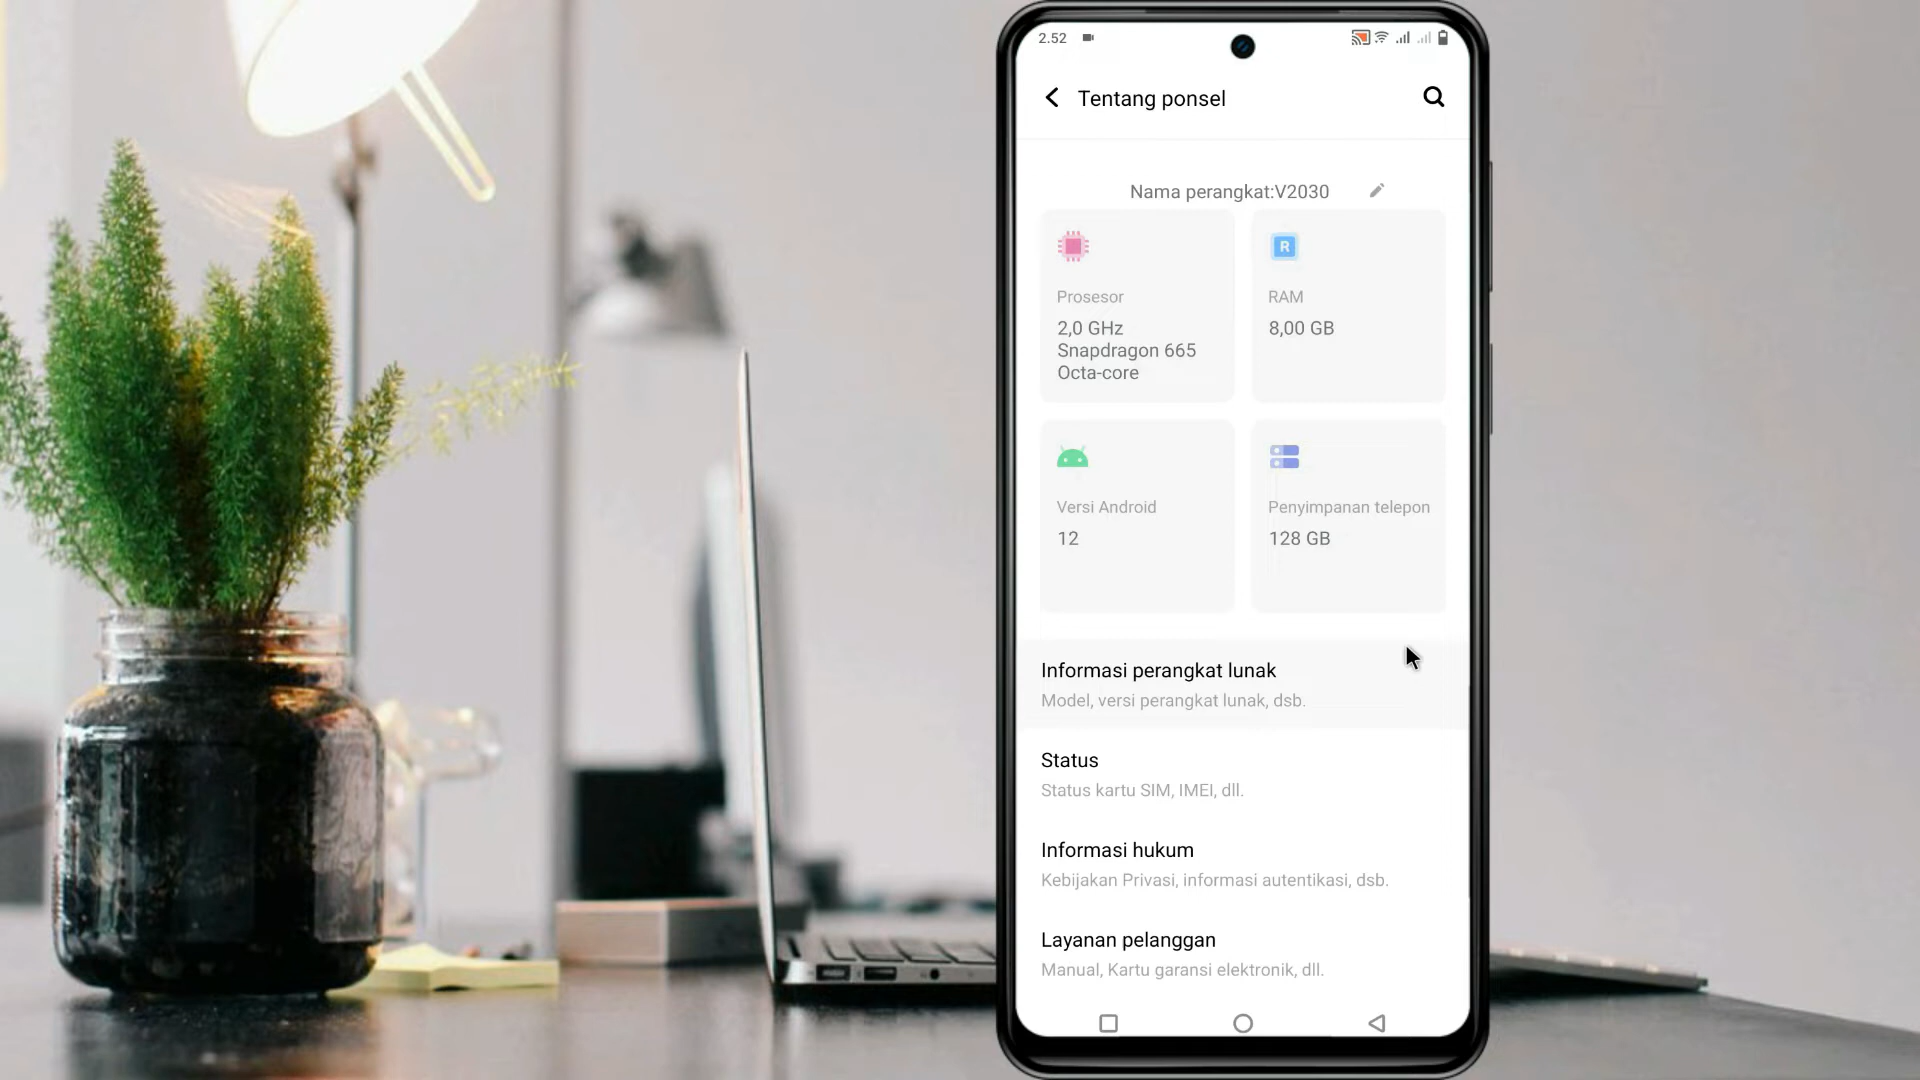 2.52
Tentang ponsel
Nama perangkat:V2030
R
Prosesor
2,0 GHz
Snapdragon 665
Octa-core
RAM
8,00 GB
Versi Android
12
Penyimpanan telepon
128 GB
Informasi perangkat lunak
Model, versi perangkat lunak, dsb.
Status
Status kartu SIM, IMEI, dll.
Informasi hukum
Kebijakan Privasi, informasi autentikasi, dsb.
Layanan pelanggan
Manual, Kartu garansi elektronik, dll.